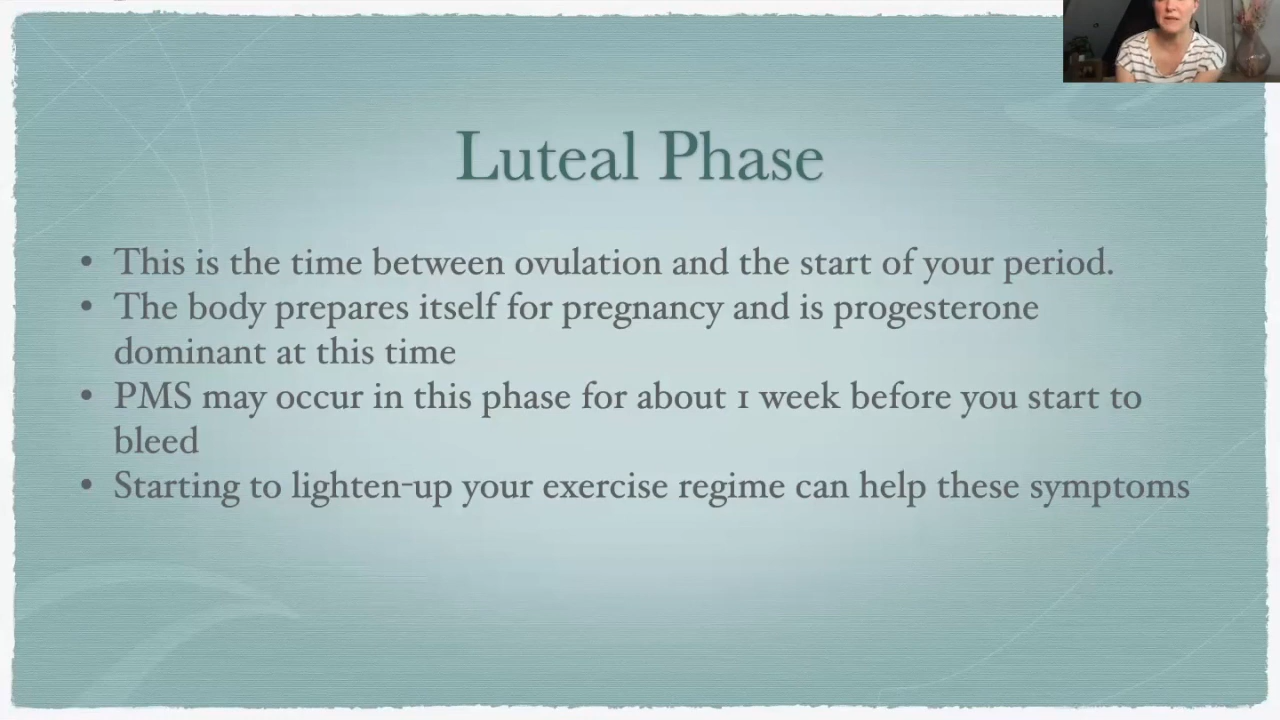 Luteal Phase
• This is the time between ovulation and the start of your period.
• The body prepares itself for pregnancy and is progesterone
dominant at this time
• PMS may occur in this phase for about 1 week before you start to
bleed
• Starting to lighten-up your exercise regime can help these symptoms